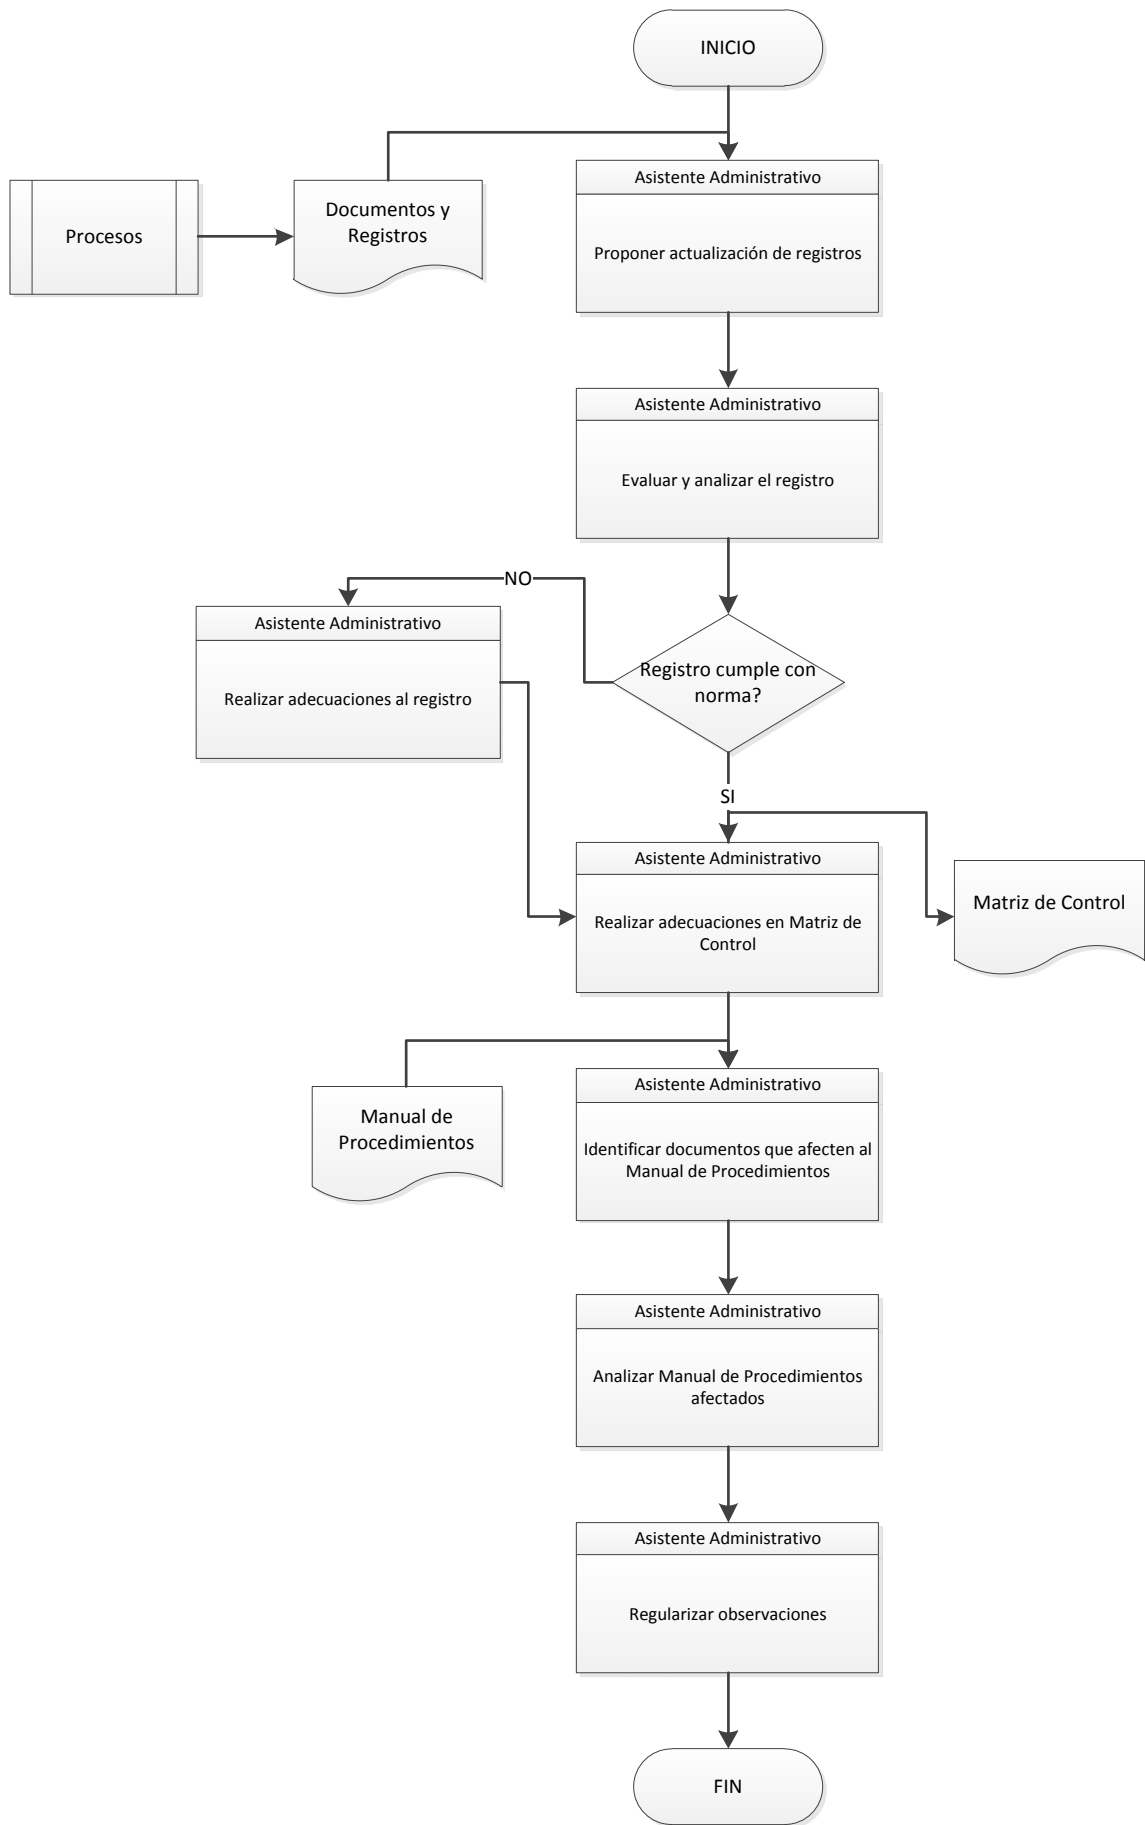 INICIO
Asistente Administrativo
Proponer actualización de registros
Procesos
Documentos y
Registros
Asistente Administrativo
Evaluar y analizar el registro
NO
Asistente Administrativo
Realizar adecuaciones al registro
Registro cumple con
norma?
SI
Asistente Administrativo
Realizar adecuaciones en Matriz de
Control
Matriz de Control
Manual de
Procedimientos
Asistente Administrativo
Identificar documentos que afecten al
Manual de Procedimientos
Asistente Administrativo
Analizar Manual de Procedimientos
afectados
Asistente Administrativo
Regularizar observaciones
FIN